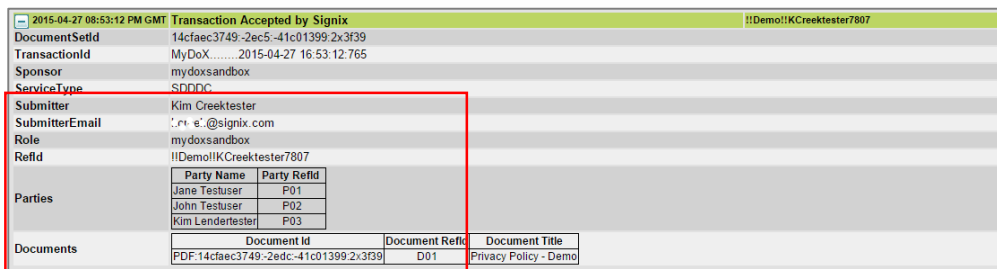 2015-04-27 08:53:12 PM GMT Transaction Accepted by Signix !!Demo!!KCreektester7807
DocumentSetId 14cfaec3749:-2ec5:-41c01399:2x3f39
TransactionId MyDoX........2015-04-27 16:53:12:765
Sponsor mydoxsandbox
ServiceType SDDDC
Submitter Kim Creektester
SubmitterEmail @signix.com
Role mydoxsandbox
RefId !!Demo!!KCreektester7807
Parties
Party Name Party RefId
Jane Testuser P01
John Testuser P02
Kim Lendertester P03
Documents
Document Id Document RefId Document Title
PDF:14cfaec3749:-2edc:-41c01399:2x3f39 D01 Privacy Policy - Demo